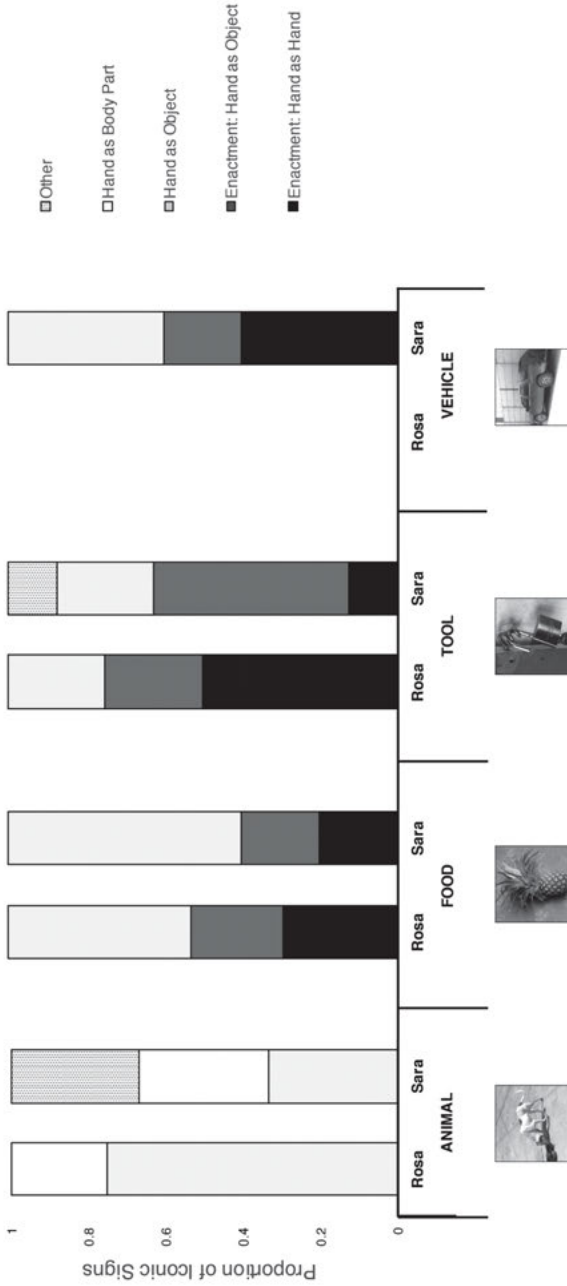 Proportion of Iconic Signs
1
0.8
0.6
0.4
0.2
0
Rosa Sara Rosa Sara Rosa Sara Rosa Sara
ANIMAL FOOD TOOL VEHICLE
Other
Hand as Body Part
Hand as Object
Enactment: Hand as Object
Enactment: Hand as Hand